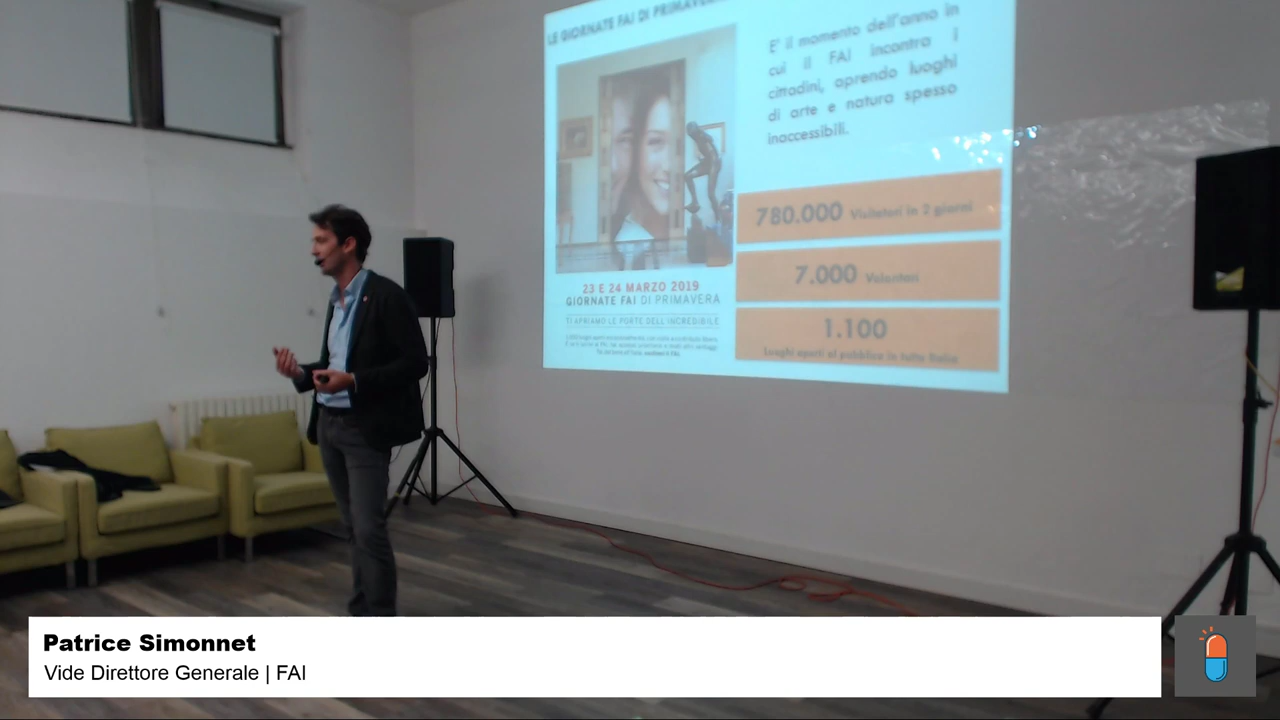 LE GIORNATE FAI DI PRIMAVERA
E' il momento dell'anno in
cui il FAI incontra i
cittadini, aprendo luoghi
di arte e natura spesso
inaccessibili.
780.000 Visitatori in 2 giorni
7.000 Volontari
1.100
Luoghi aperti al pubblico in tutta Italia
23 E 24 MARZO 2019
GIORNATE FAI DI PRIMAVERA
TI APRIAMO LE PORTE DELL'INCREDIBILE
Patrice Simonnet
Vide Direttore Generale | FAI